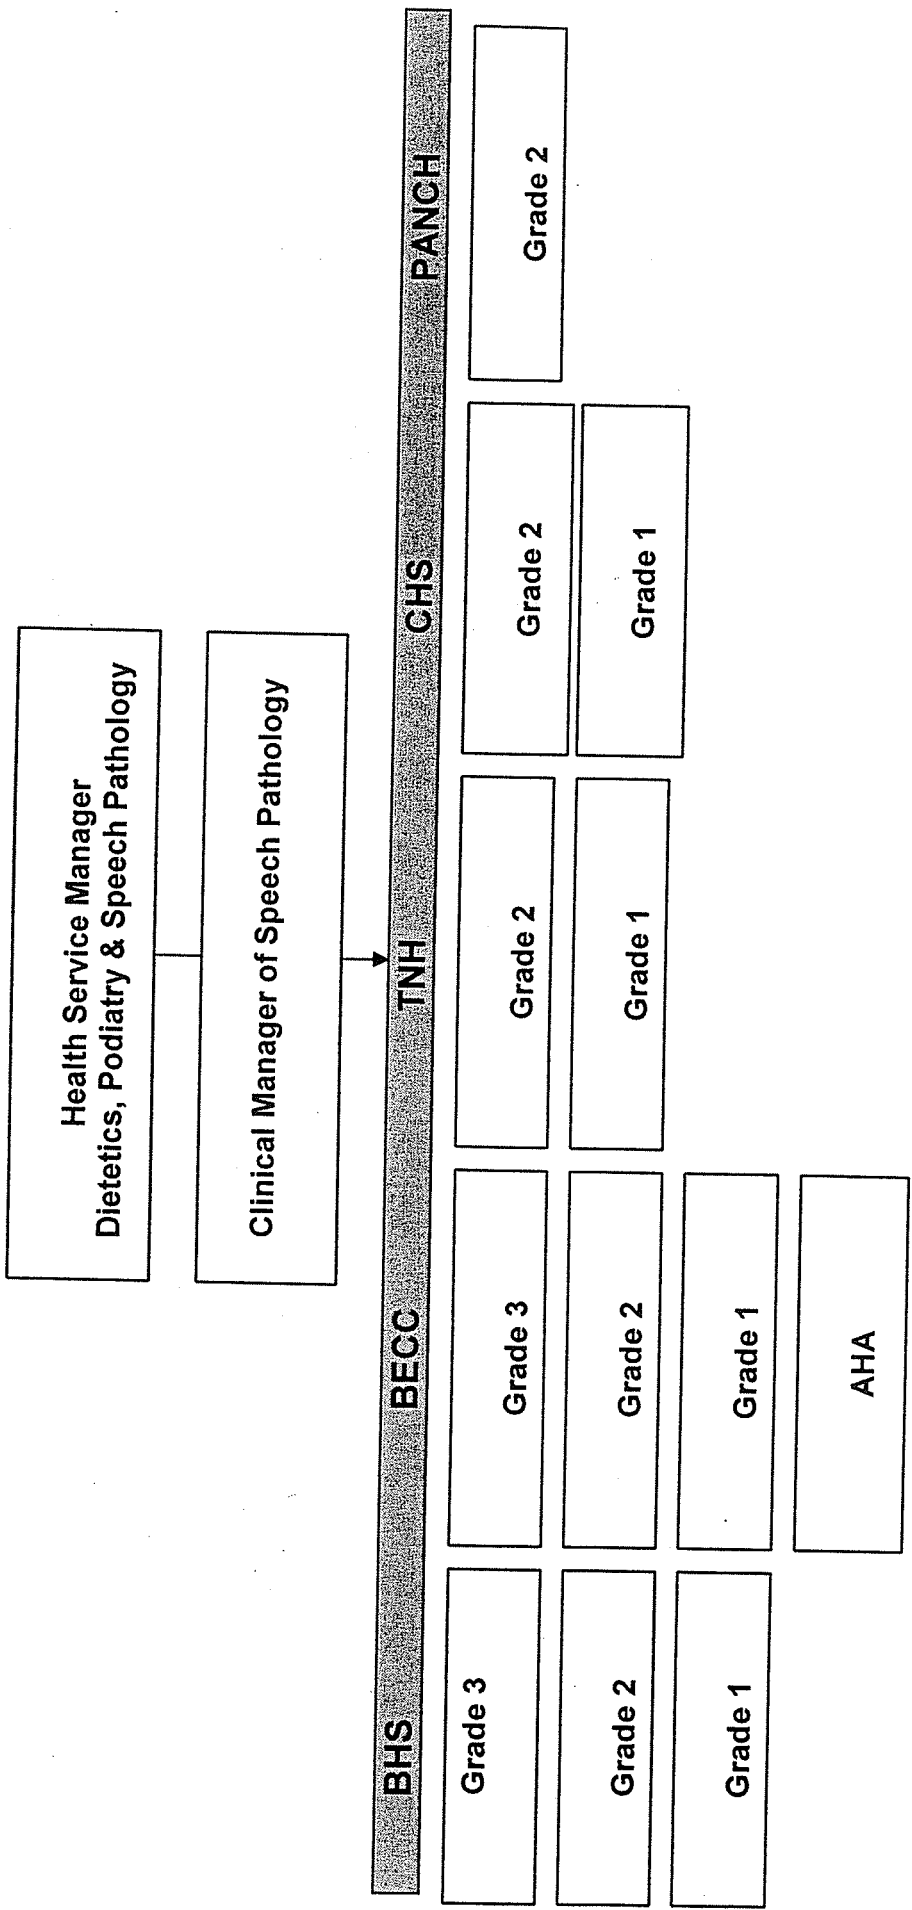 Health Service Manager
Dietetics, Podiatry & Speech Pathology
Clinical Manager of Speech Pathology
BHS BECC TNH CHS PANCH
Grade 3 Grade 3 Grade 2 Grade 2 Grade 2
Grade 2 Grade 2 Grade 1 Grade 1
Grade 1 Grade 1
AHA